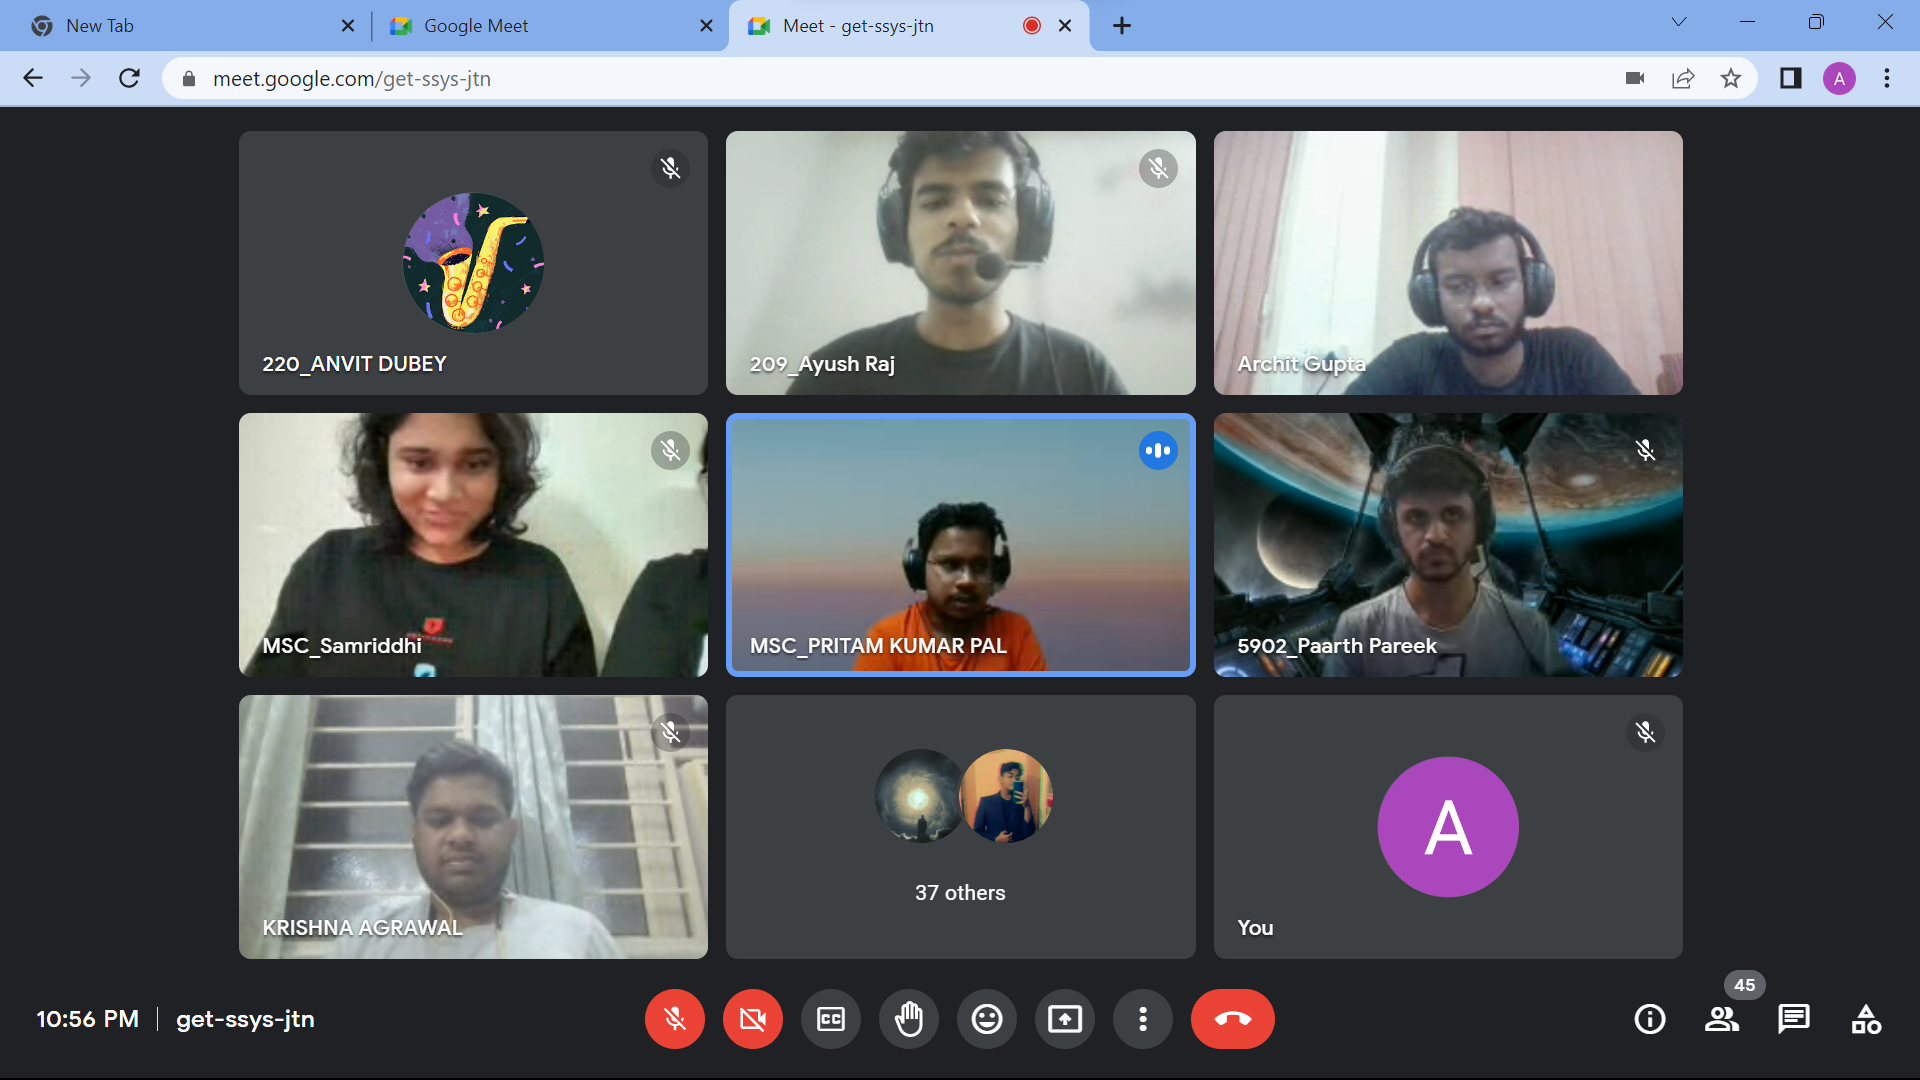 New Tab
Google Meet
Meet - get-ssys-jtn
meet.google.com/get-ssys-jtn
A
220_ANVIT DUBEY
209_Ayush Raj
Archit Gupta
MSC_Samriddhi
MSC_PRITAM KUMAR PAL
5902_Paarth Pareek
KRISHNA AGRAWAL
37 others
A
You
10:56 PM
get-ssys-jtn
CC
45